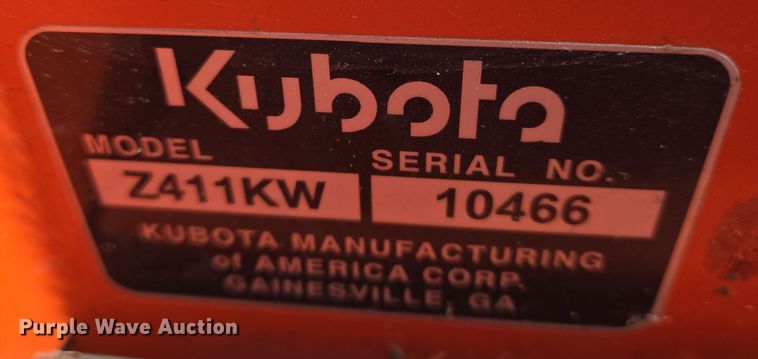 Kubota
MODEL SERIAL NO.
Z411KW 10466
KUBOTA MANUFACTURING
of AMERICA CORP.
GAINESVILLE, GA
Purple Wave Auction